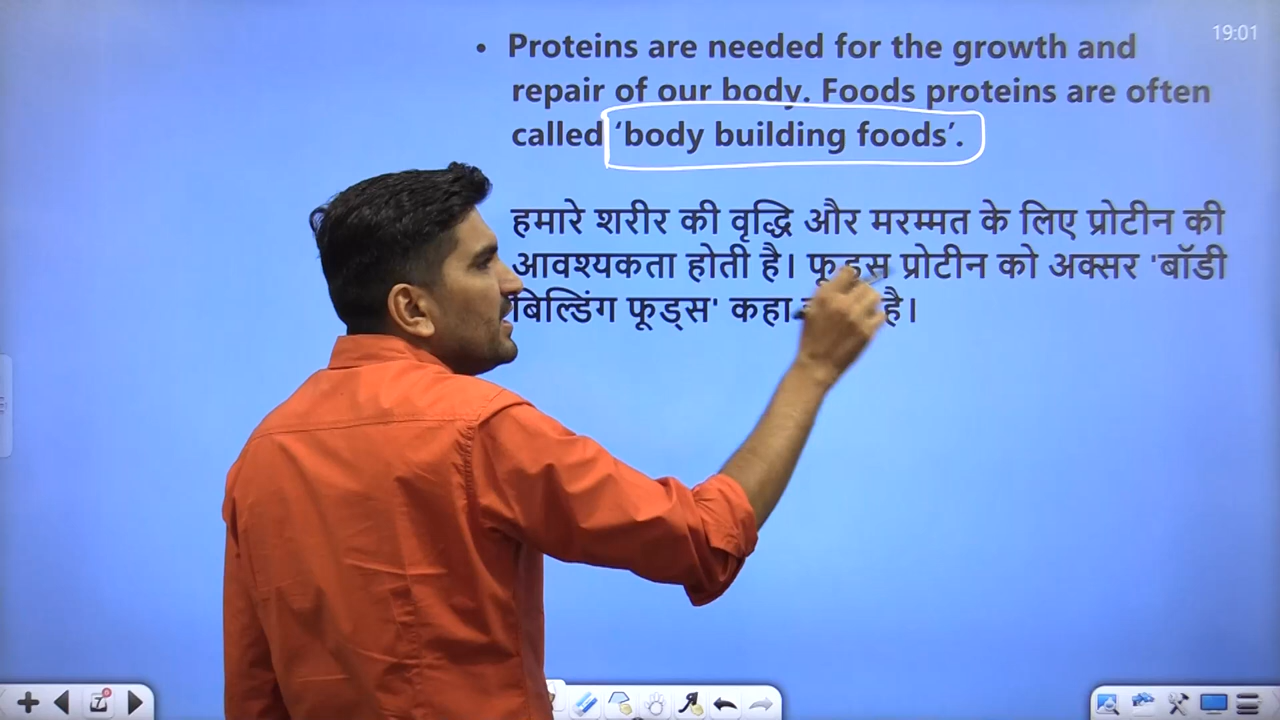 19:01
• Proteins are needed for the growth and
repair of our body. Foods proteins are often
called ‘body building foods’.
हमारे शरीर की वृद्धि और मरम्मत के लिए प्रोटीन की
आवश्यकता होती है। फूड्स प्रोटीन को अक्सर 'बॉडी
बिल्डिंग फूड्स' कहा है।